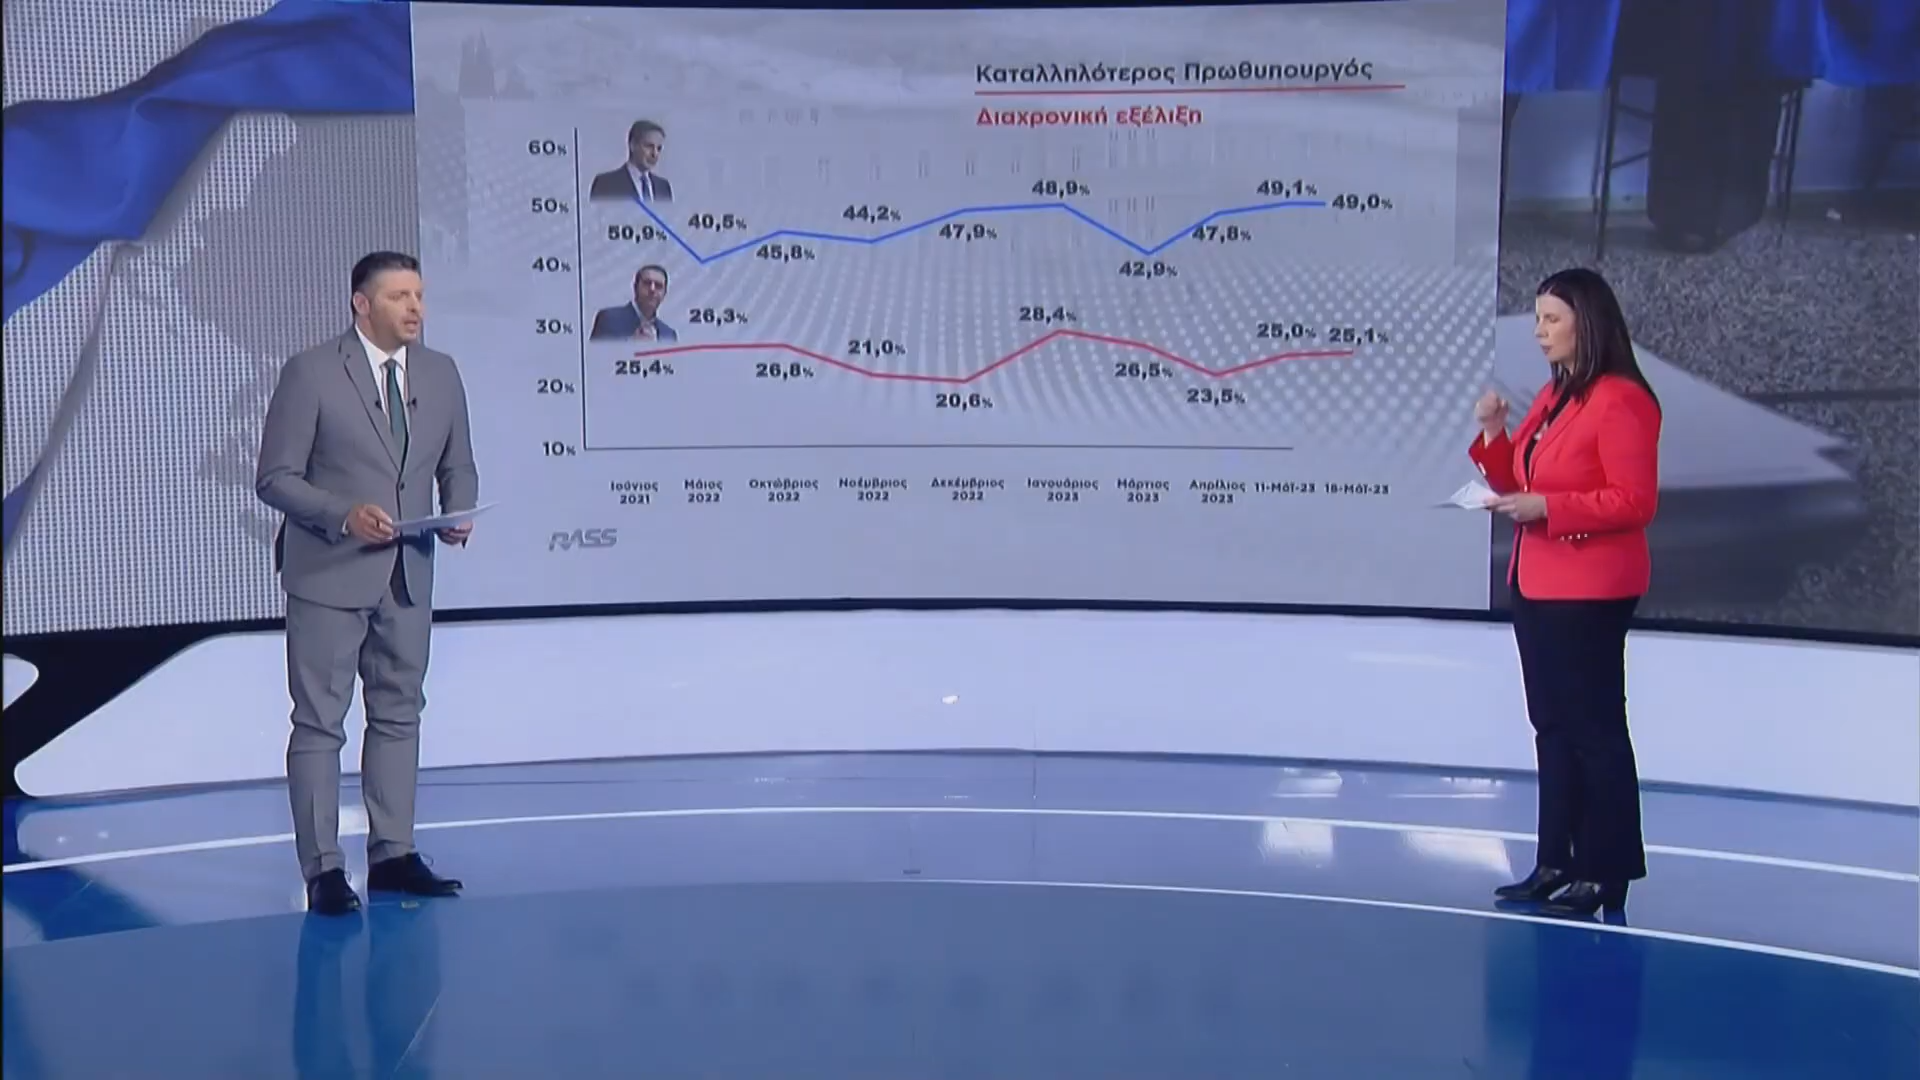 Καταλληλότερος Πρωθυπουργός
Διαχρονική εξέλιξη
60%
50%
40%
30%
20%
10%
50,9%
40,5%
45,8%
44,2%
47,9%
48,9%
42,9%
47,8%
49,1%
49,0%
25,4%
26,3%
26,8%
21,0%
20,6%
28,4%
26,5%
23,5%
25,0%
25,1%
Ιούνιος 2021
Μάιος 2022
Οκτώβριος 2022
Νοέμβριος 2022
Δεκέμβριος 2022
Ιανουάριος 2023
Μάρτιος 2023
Απρίλιος 2023
11-Μαΐ-23
18-Μαΐ-23
RASS